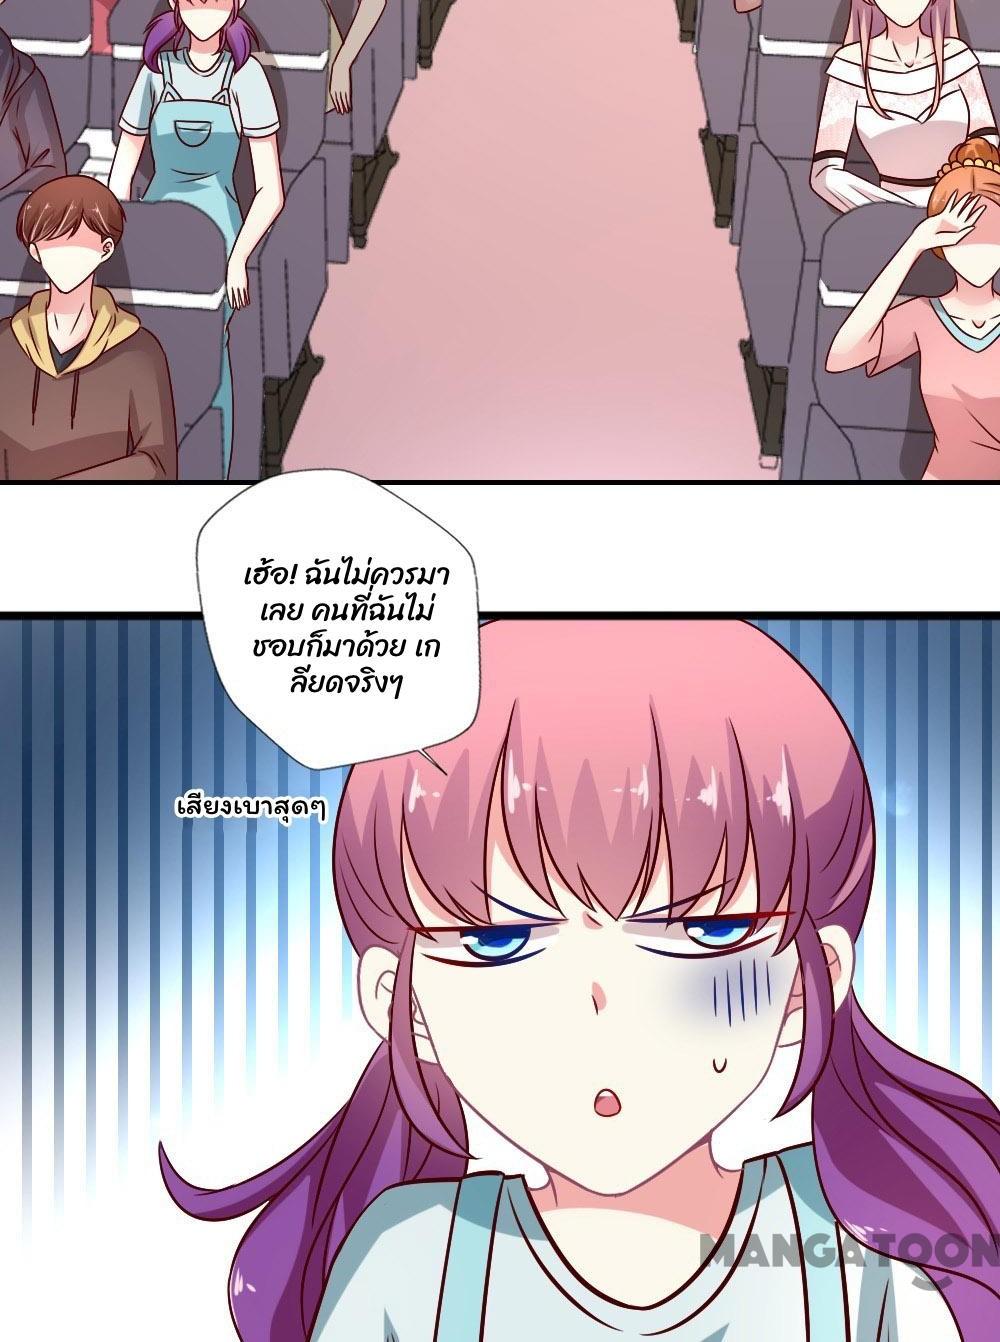 เฮ้อ! ฉันไม่ควรมา
เลย คนที่ฉันไม่
ชอบก็มาด้วย เก
ลียดจริงๆ
เสียงเบาสุดๆ
MANGATOON